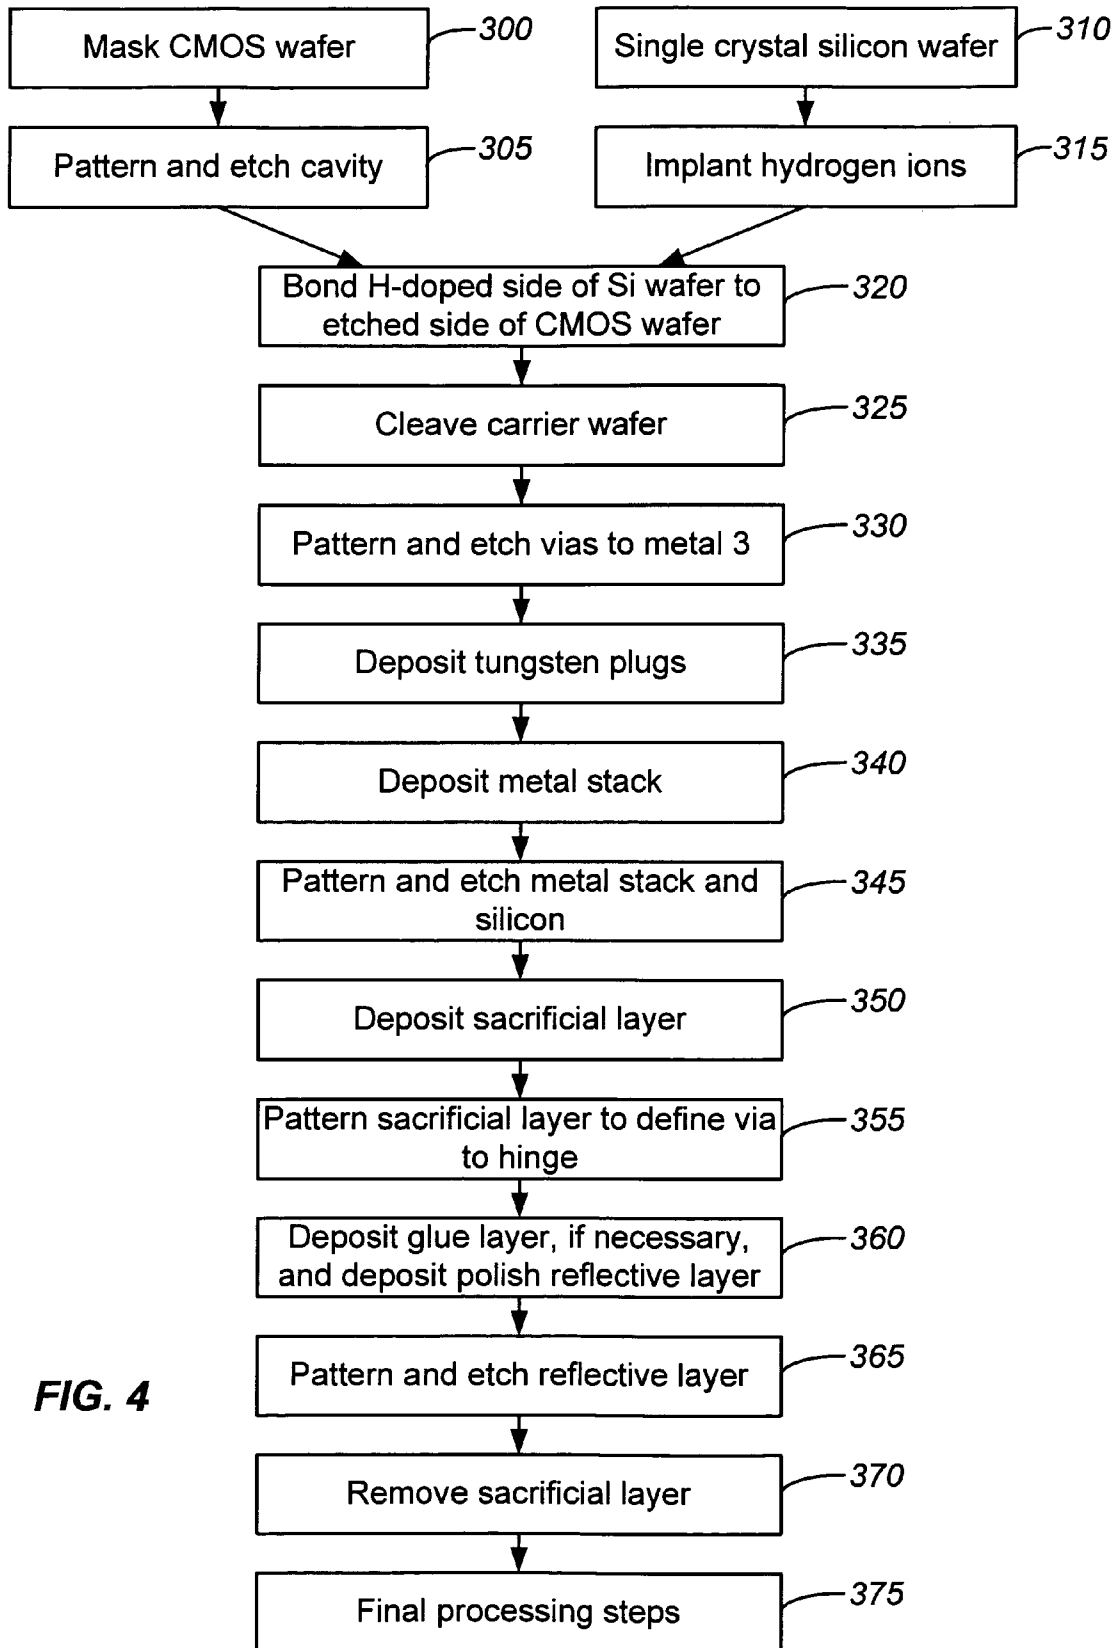 Mask CMOS wafer
300
Single crystal silicon wafer
310
Pattern and etch cavity
305
Implant hydrogen ions
315
Bond H-doped side of Si wafer to
etched side of CMOS wafer
320
Cleave carrier wafer
325
Pattern and etch vias to metal 3
330
Deposit tungsten plugs
335
Deposit metal stack
340
Pattern and etch metal stack and
silicon
345
Deposit sacrificial layer
350
Pattern sacrificial layer to define via
to hinge
355
Deposit glue layer, if necessary,
and deposit polish reflective layer
360
Pattern and etch reflective layer
365
FIG. 4
Remove sacrificial layer
370
Final processing steps
375